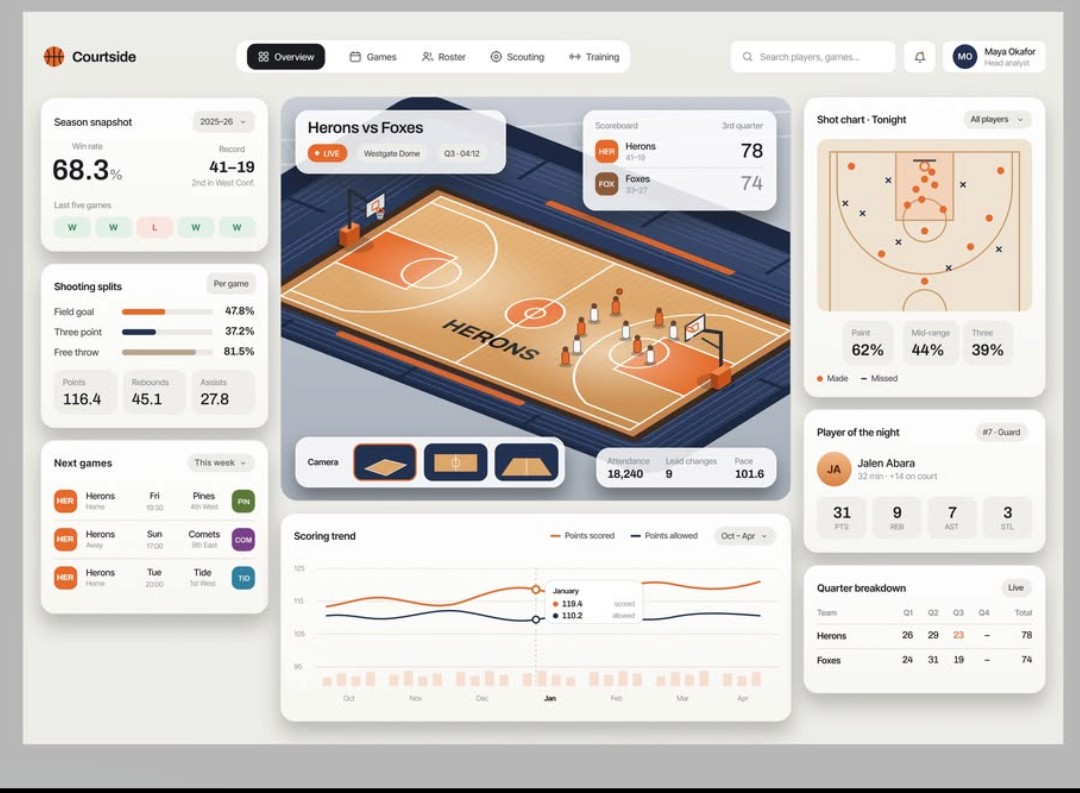 Courtside
Overview
Games
Roster
Scouting
Training
Search players, games...
MO
Maya Okafor
Head analyst
Season snapshot
2025–26
Win rate
Record
68.3%
41–19
2nd in West Conf.
Last five games
W W L W W
Shooting splits
Per game
Field goal 47.8%
Three point 37.2%
Free throw 81.5%
Points Rebounds Assists
116.4 45.1 27.8
Next games
This week
HER Herons Fri Pines PIN
Home 19:30 4th West
HER Herons Sun Comets COM
Away 17:00 9th East
HER Herons Tue Tide TID
Home 20:00 1st West
Herons vs Foxes
LIVE Westgate Dome Q3 · 04:12
Scoreboard 3rd quarter
HER Herons 78
41–19
FOX Foxes 74
33–27
HERONS
Camera
Attendance Lead changes Pace
18,240 9 101.6
Scoring trend
Points scored
Points allowed
Oct – Apr
125
115
105
95
January
119.4 scored
110.2 allowed
Oct Nov Dec Jan Feb Mar Apr
Shot chart · Tonight
All players
Paint Mid-range Three
62% 44% 39%
Made Missed
Player of the night
#7 · Guard
JA
Jalen Abara
32 min · +14 on court
31 9 7 3
PTS REB AST STL
Quarter breakdown
Live
Team Q1 Q2 Q3 Q4 Total
Herons 26 29 23 – 78
Foxes 24 31 19 – 74